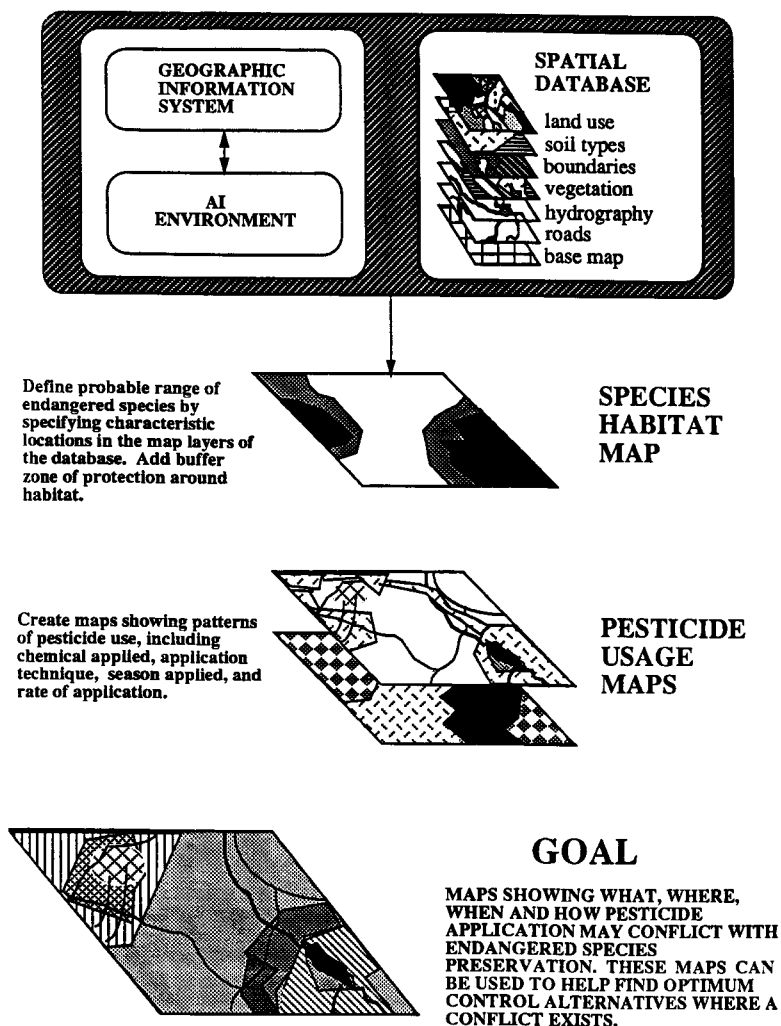 GEOGRAPHIC
INFORMATION
SYSTEM
AI
ENVIRONMENT
SPATIAL
DATABASE
land use
soil types
boundaries
vegetation
hydrography
roads
base map
Define probable range of
endangered species by
specifying characteristic
locations in the map layers of
the database. Add buffer
zone of protection around
habitat.
SPECIES
HABITAT
MAP
Create maps showing patterns
of pesticide use, including
chemical applied, application
technique, season applied, and
rate of application.
PESTICIDE
USAGE
MAPS
GOAL
MAPS SHOWING WHAT, WHERE,
WHEN AND HOW PESTICIDE
APPLICATION MAY CONFLICT WITH
ENDANGERED SPECIES
PRESERVATION. THESE MAPS CAN
BE USED TO HELP FIND OPTIMUM
CONTROL ALTERNATIVES WHERE A
CONFLICT EXISTS.